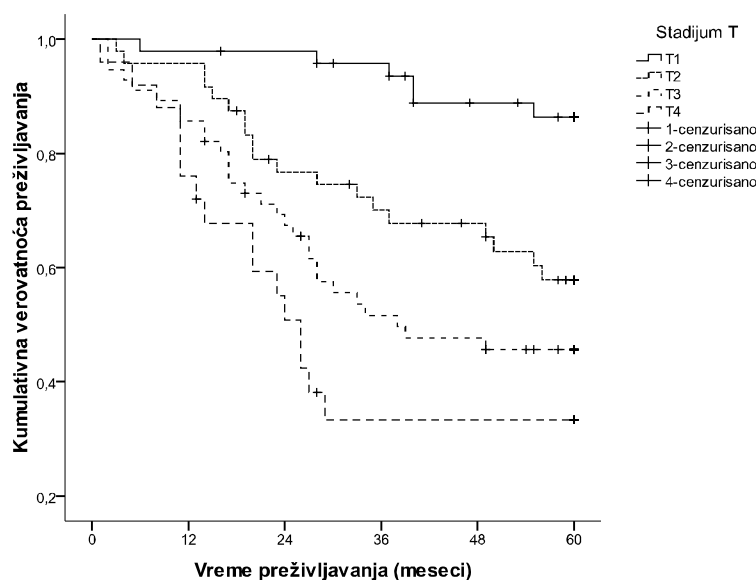 Stadijum T
T1
T2
T3
T4
1-cenzurisano
2-cenzurisano
3-cenzurisano
4-cenzurisano
Kumulativna verovatnoća preživljavanja
1,0
0,8
0,6
0,4
0,2
0 12 24 36 48 60
Vreme preživljavanja (meseci)